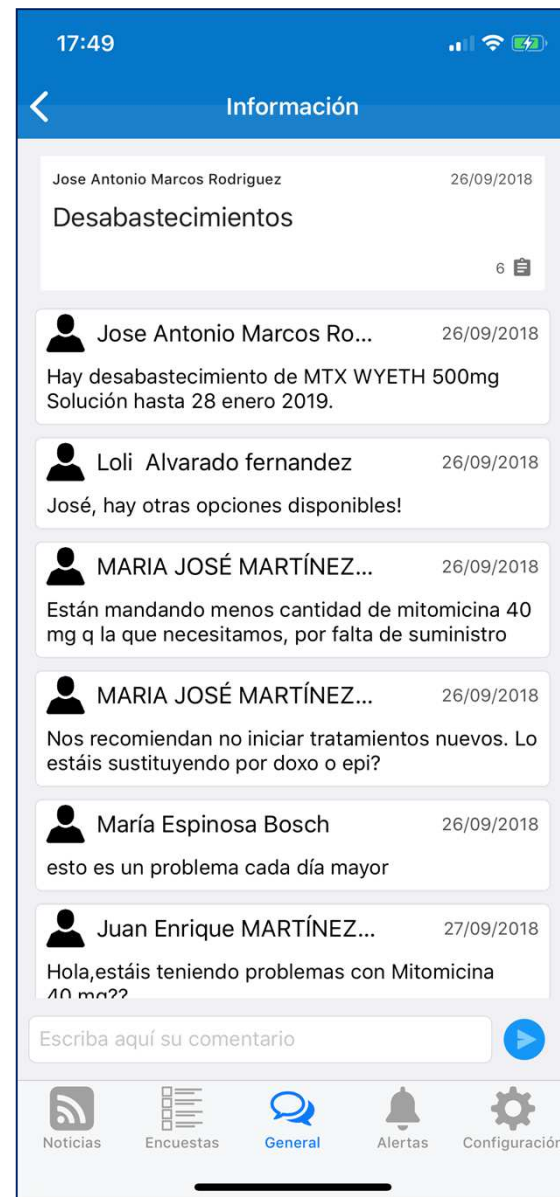 17:49
Información
Jose Antonio Marcos Rodriguez 26/09/2018
Desabastecimientos
6
Jose Antonio Marcos Ro... 26/09/2018
Hay desabastecimiento de MTX WYETH 500mg
Solución hasta 28 enero 2019.
Loli Alvarado fernandez 26/09/2018
José, hay otras opciones disponibles!
MARIA JOSÉ MARTÍNEZ... 26/09/2018
Están mandando menos cantidad de mitomicina 40
mg q la que necesitamos, por falta de suministro
MARIA JOSÉ MARTÍNEZ... 26/09/2018
Nos recomiendan no iniciar tratamientos nuevos. Lo
estáis sustituyendo por doxo o epi?
María Espinosa Bosch 26/09/2018
esto es un problema cada día mayor
Juan Enrique MARTÍNEZ... 27/09/2018
Hola,estáis teniendo problemas con Mitomicina
40 mg??
Escriba aquí su comentario
Noticias Encuestas General Alertas Configuración